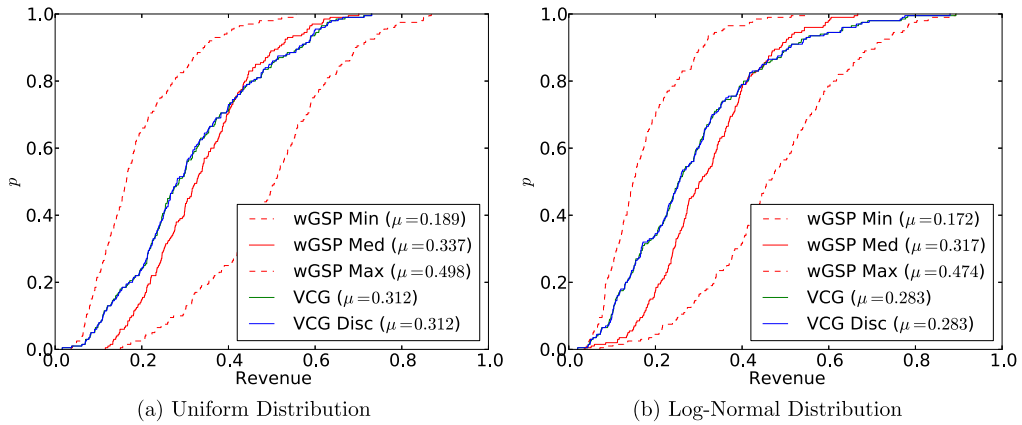 1.0
0.8
0.6
p
0.4
0.2
0.0
0.0 0.2 0.4 0.6 0.8 1.0
Revenue
wGSP Min (μ=0.189)
wGSP Med (μ=0.337)
wGSP Max (μ=0.498)
VCG (μ=0.312)
VCG Disc (μ=0.312)
(a) Uniform Distribution
1.0
0.8
0.6
p
0.4
0.2
0.0
0.0 0.2 0.4 0.6 0.8 1.0
Revenue
wGSP Min (μ=0.172)
wGSP Med (μ=0.317)
wGSP Max (μ=0.474)
VCG (μ=0.283)
VCG Disc (μ=0.283)
(b) Log-Normal Distribution